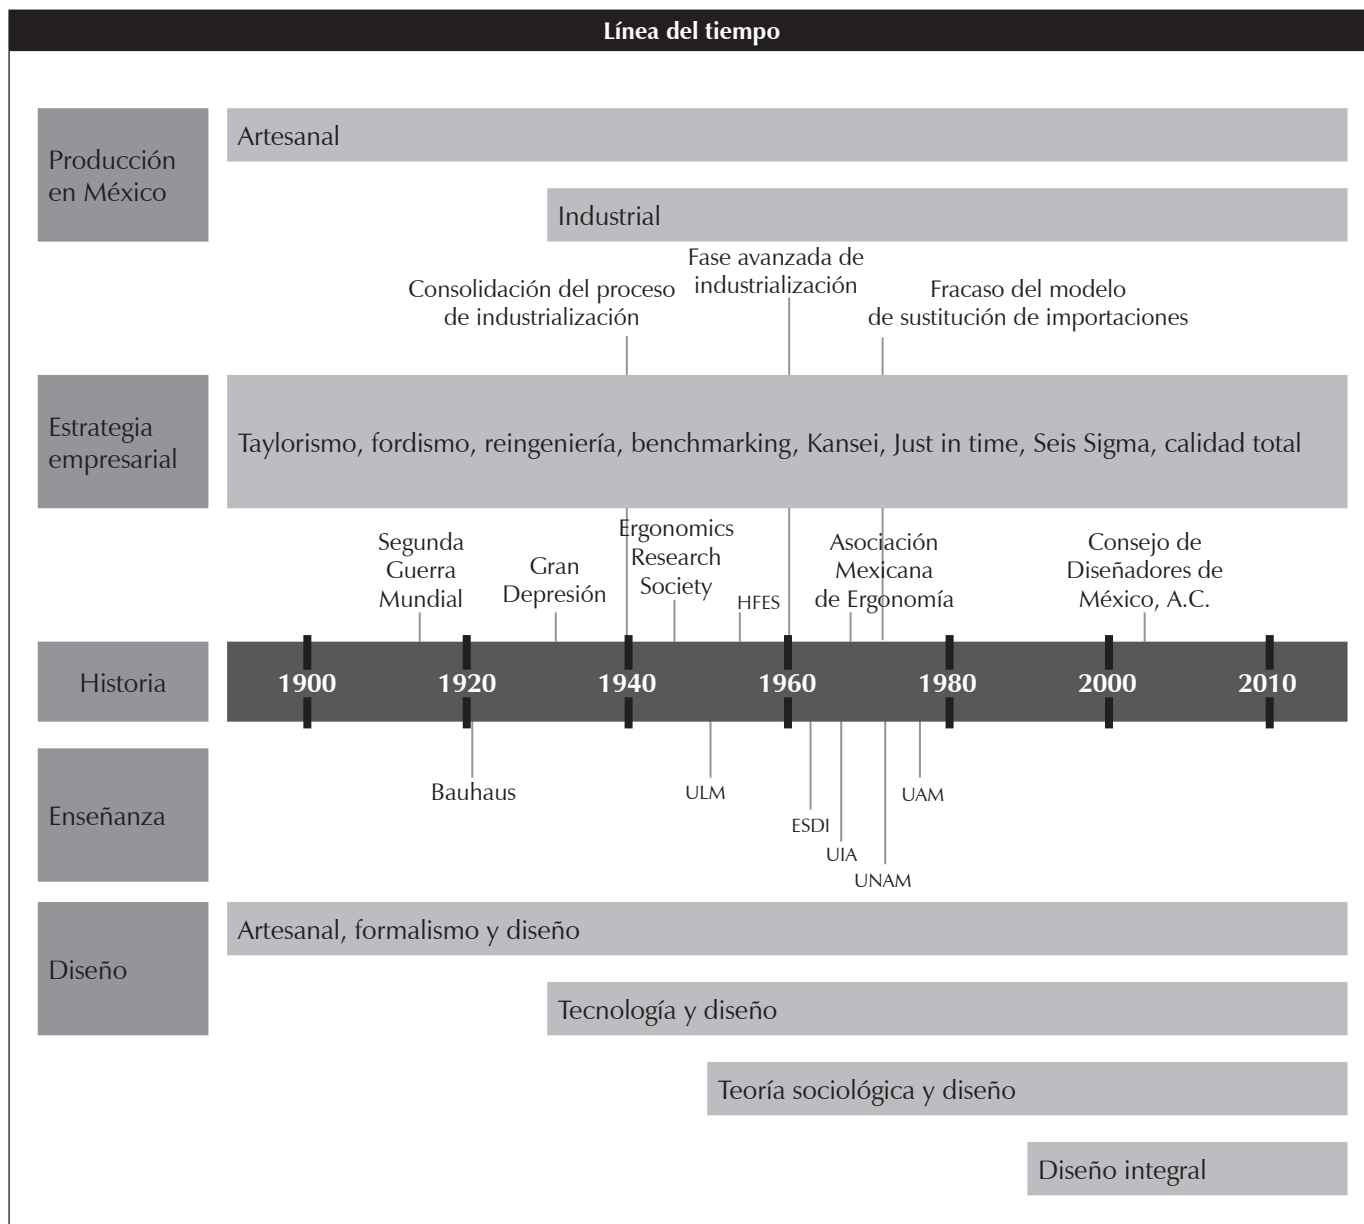 Línea del tiempo
Producción
en México
Artesanal
Industrial
Consolidación del proceso
de industrialización
Fase avanzada de
industrialización
Fracaso del modelo
de sustitución de importaciones
Estrategia
empresarial
Taylorismo, fordismo, reingeniería, benchmarking, Kansei, Just in time, Seis Sigma, calidad total
Segunda
Guerra
Mundial
Gran
Depresión
Ergonomics
Research
Society
HFES
Asociación
Mexicana
de Ergonomía
Consejo de
Diseñadores de
México, A.C.
Historia
1900 1920 1940 1960 1980 2000 2010
Enseñanza
Bauhaus
ULM
ESDI
UIA
UNAM
UAM
Diseño
Artesanal, formalismo y diseño
Tecnología y diseño
Teoría sociológica y diseño
Diseño integral